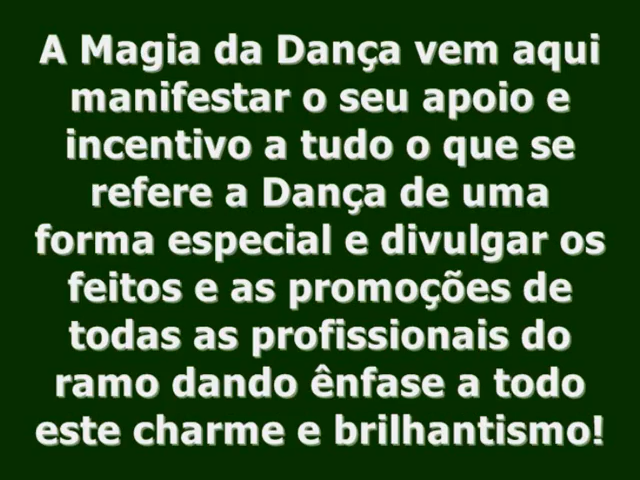 A Magia da Dança vem aqui
manifestar o seu apoio e
incentivo a tudo o que se
refere a Dança de uma
forma especial e divulgar os
feitos e as promoções de
todas as profissionais do
ramo dando ênfase a todo
este charme e brilhantismo!